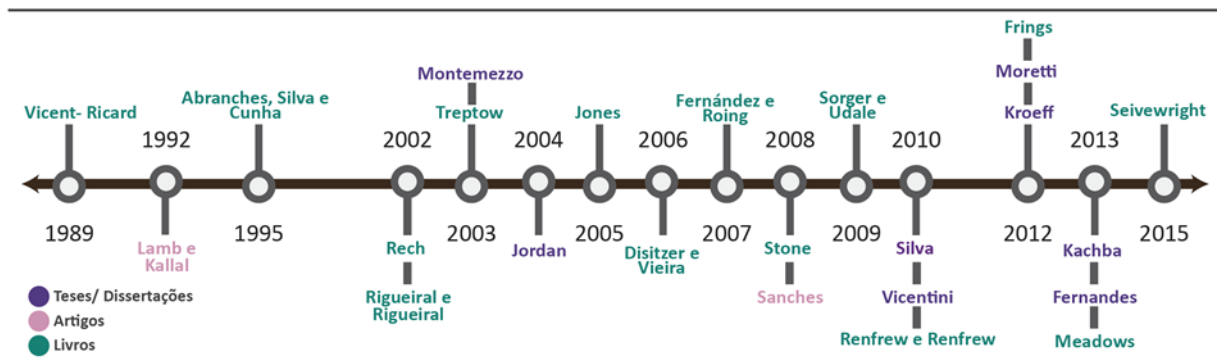 Frings
Montemezzo
Moretti
Vicent- Ricard
Abranches, Silva e
Cunha
Treptow
Jones
Fernández e
Roing
Sorger e
Udale
Kroeff
Seivewright
1992
2002
2004
2006
2008
2010
2013
1989
1995
2003
2005
2007
2009
2012
2015
Lamb e
Kallal
Rech
Jordan
Disitzer e
Vieira
Stone
Silva
Kachba
Rigueiral e
Rigueiral
Sanches
Vicentini
Fernandes
Renfrew e Renfrew
Meadows
Teses/ Dissertações
Artigos
Livros